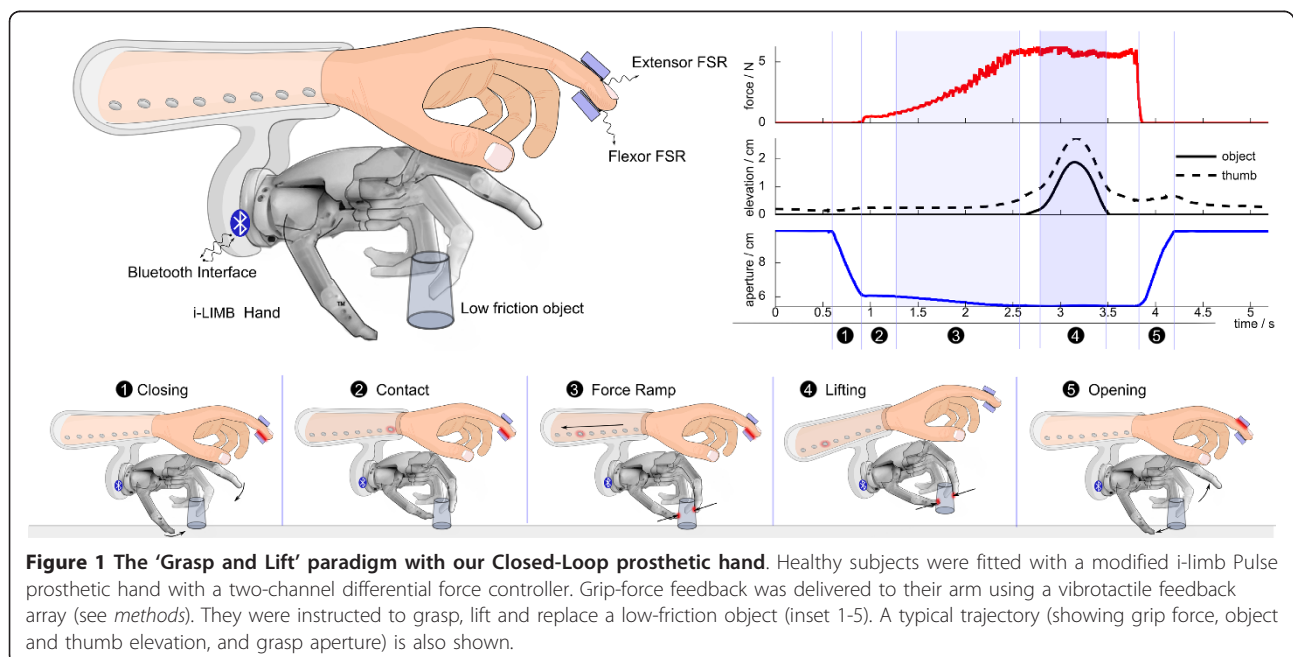 Extensor FSR
Flexor FSR
Bluetooth Interface
i-LIMB Hand
TM
Low friction object
force / N
5
0
elevation / cm
2
1
0
object
thumb
aperture / cm
8
6
0 0.5 1 1.5 2 2.5 3 3.5 4 4.5 5
time / s
1 2 3 4 5
1 Closing
2 Contact
3 Force Ramp
4 Lifting
5 Opening
Figure 1 The ‘Grasp and Lift’ paradigm with our Closed-Loop prosthetic hand. Healthy subjects were fitted with a modified i-limb Pulse
prosthetic hand with a two-channel differential force controller. Grip-force feedback was delivered to their arm using a vibrotactile feedback
array (see methods). They were instructed to grasp, lift and replace a low-friction object (inset 1-5). A typical trajectory (showing grip force, object
and thumb elevation, and grasp aperture) is also shown.